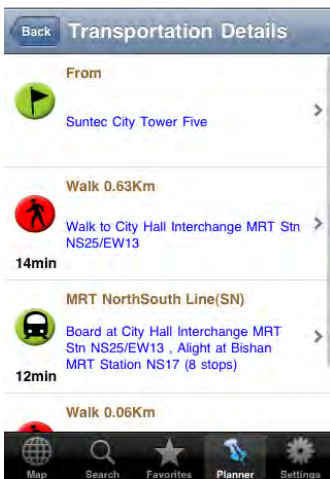 Back
Transportation Details
From
Suntec City Tower Five
Walk 0.63Km
Walk to City Hall Interchange MRT Stn
NS25/EW13
14min
MRT NorthSouth Line(SN)
Board at City Hall Interchange MRT
Stn NS25/EW13 , Alight at Bishan
MRT Station NS17 (8 stops)
12min
Walk 0.06Km
Map
Search
Favorites
Planner
Settings